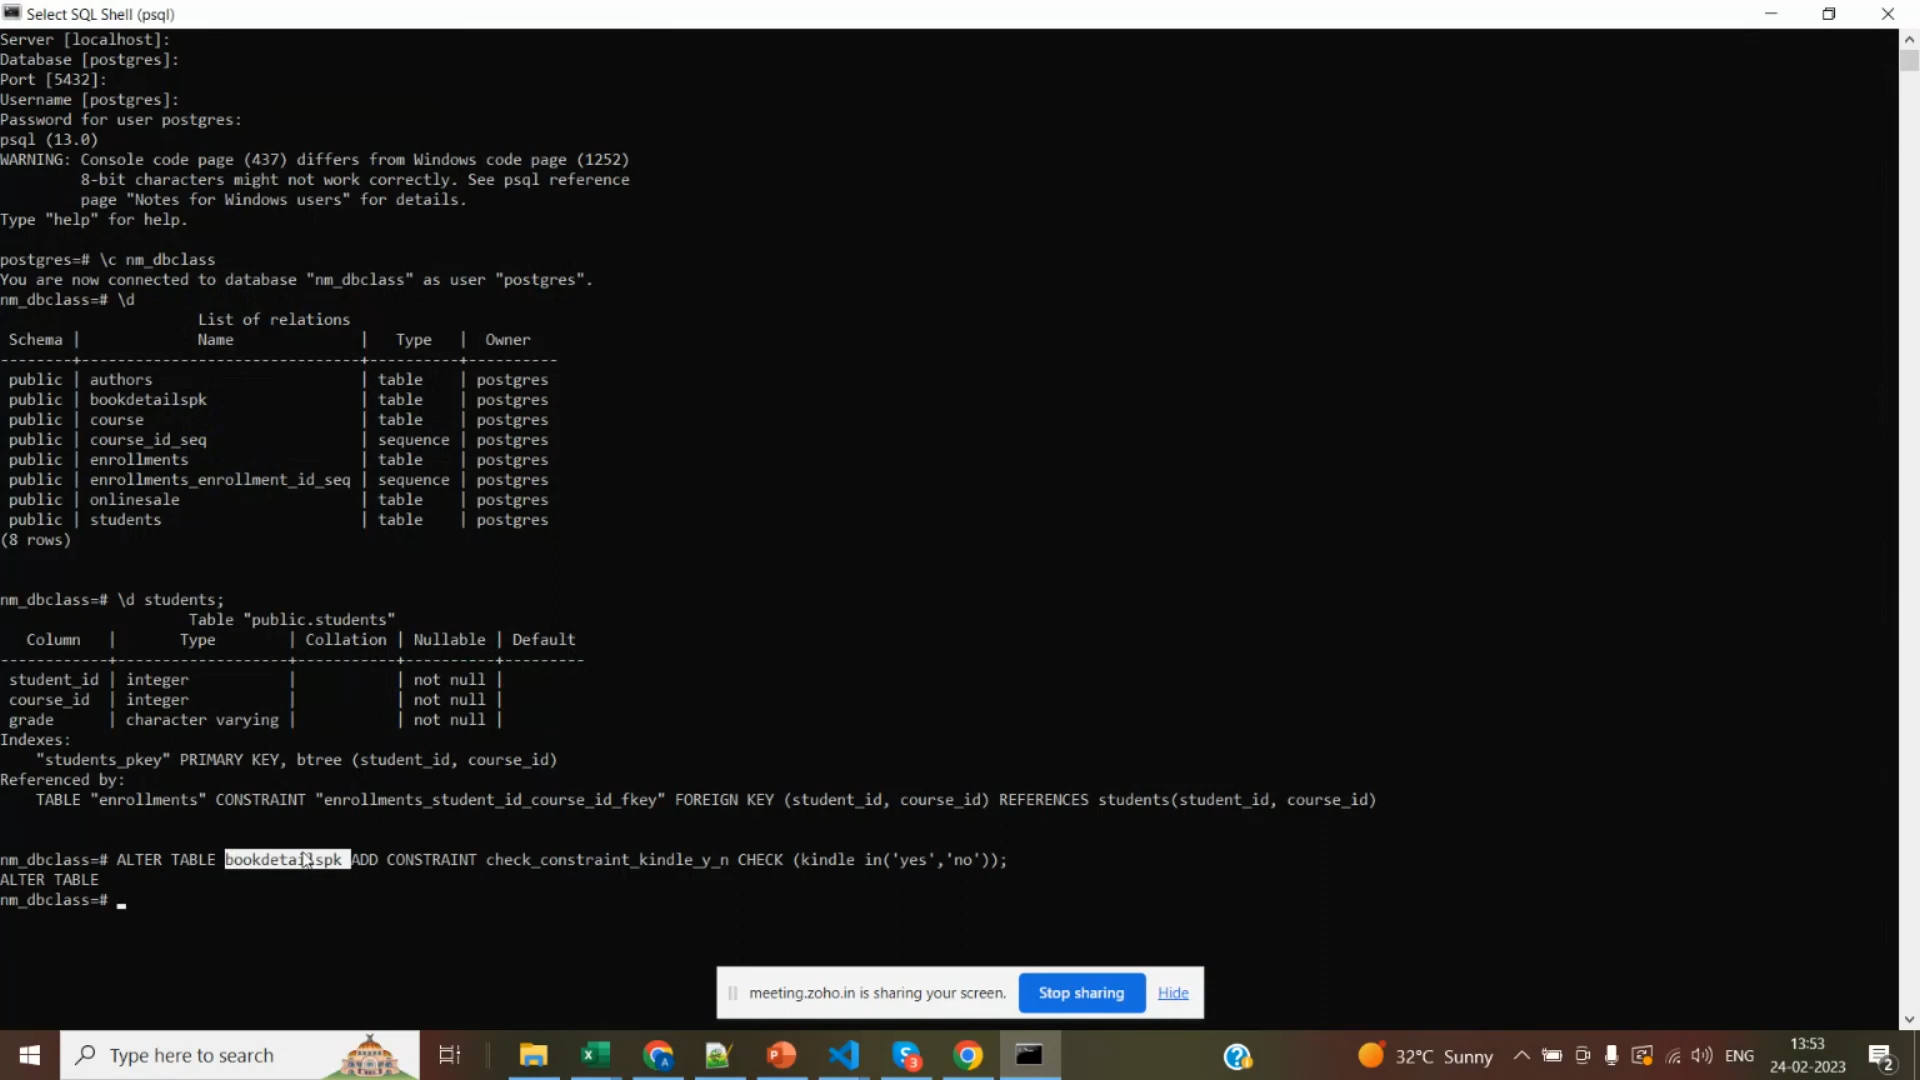 Select SQL Shell (psql)
Server [localhost]:
Database [postgres]:
Port [5432]:
Username [postgres]:
Password for user postgres:
psql (13.0)
WARNING: Console code page (437) differs from Windows code page (1252)
         8-bit characters might not work correctly. See psql reference
         page "Notes for Windows users" for details.
Type "help" for help.
postgres=# \c nm_dbclass
You are now connected to database "nm_dbclass" as user "postgres".
nm_dbclass=# \d
                      List of relations
 Schema |             Name              |   Type   |  Owner
--------+-------------------------------+----------+----------
 public | authors                       | table    | postgres
 public | bookdetailspk                 | table    | postgres
 public | course                        | table    | postgres
 public | course_id_seq                 | sequence | postgres
 public | enrollments                   | table    | postgres
 public | enrollments_enrollment_id_seq | sequence | postgres
 public | onlinesale                    | table    | postgres
 public | students                      | table    | postgres
(8 rows)
nm_dbclass=# \d students;
                     Table "public.students"
   Column   |       Type        | Collation | Nullable | Default
------------+-------------------+-----------+----------+---------
 student_id | integer           |           | not null |
 course_id  | integer           |           | not null |
 grade      | character varying |           | not null |
Indexes:
    "students_pkey" PRIMARY KEY, btree (student_id, course_id)
Referenced by:
    TABLE "enrollments" CONSTRAINT "enrollments_student_id_course_id_fkey" FOREIGN KEY (student_id, course_id) REFERENCES students(student_id, course_id)
nm_dbclass=# ALTER TABLE bookdetailspk ADD CONSTRAINT check_constraint_kindle_y_n CHECK (kindle in('yes','no'));
ALTER TABLE
nm_dbclass=# _
meeting.zoho.in is sharing your screen. Stop sharing Hide
Type here to search 3 32°C Sunny ENG 13:53 2
24-02-2023